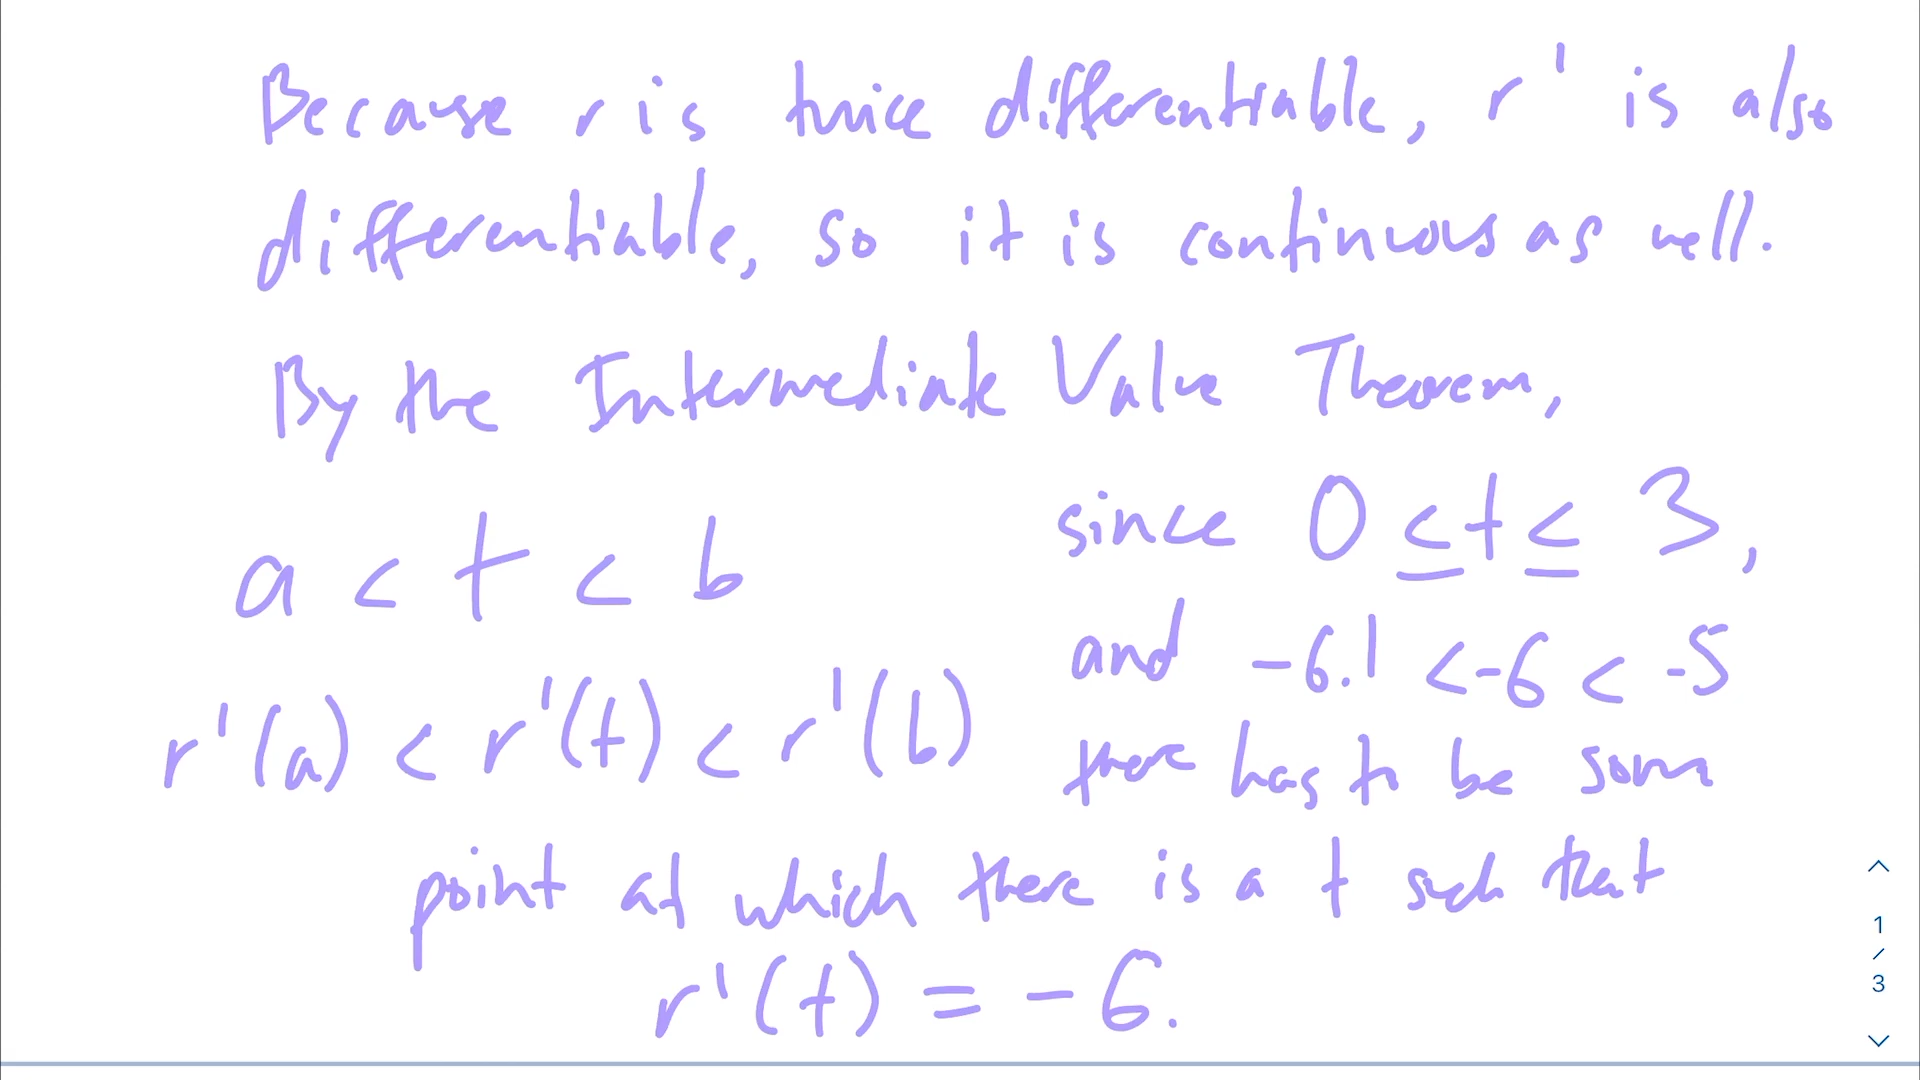 Because r is twice differentiable, r' is also
differentiable, so it is continuous as well.
By the Intermediate Value Theorem,
a < t < b
r'(a) < r'(t) < r'(b)
since 0 ≤ t ≤ 3,
and -6.1 < -6 < -5
there has to be some
point at which there is a t such that
r'(t) = -6.
1
/
3